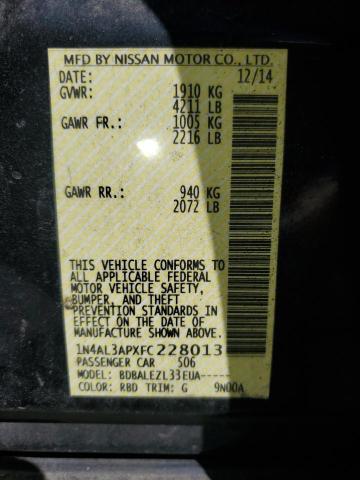 MFD BY NISSAN MOTOR CO., LTD.
DATE: 12/14
GVWR: 1910 KG
4211 LB
GAWR FR.: 1005 KG
2216 LB
GAWR RR.: 940 KG
2072 LB
THIS VEHICLE CONFORMS TO
ALL APPLICABLE FEDERAL
MOTOR VEHICLE SAFETY,
BUMPER, AND THEFT
PREVENTION STANDARDS IN
EFFECT ON THE DATE OF
MANUFACTURE SHOWN ABOVE.
1N4AL3APXFC228013
PASSENGER CAR 506
MODEL: BDBALEZL33EUA-----
COLOR: RBD TRIM: G 9N00A